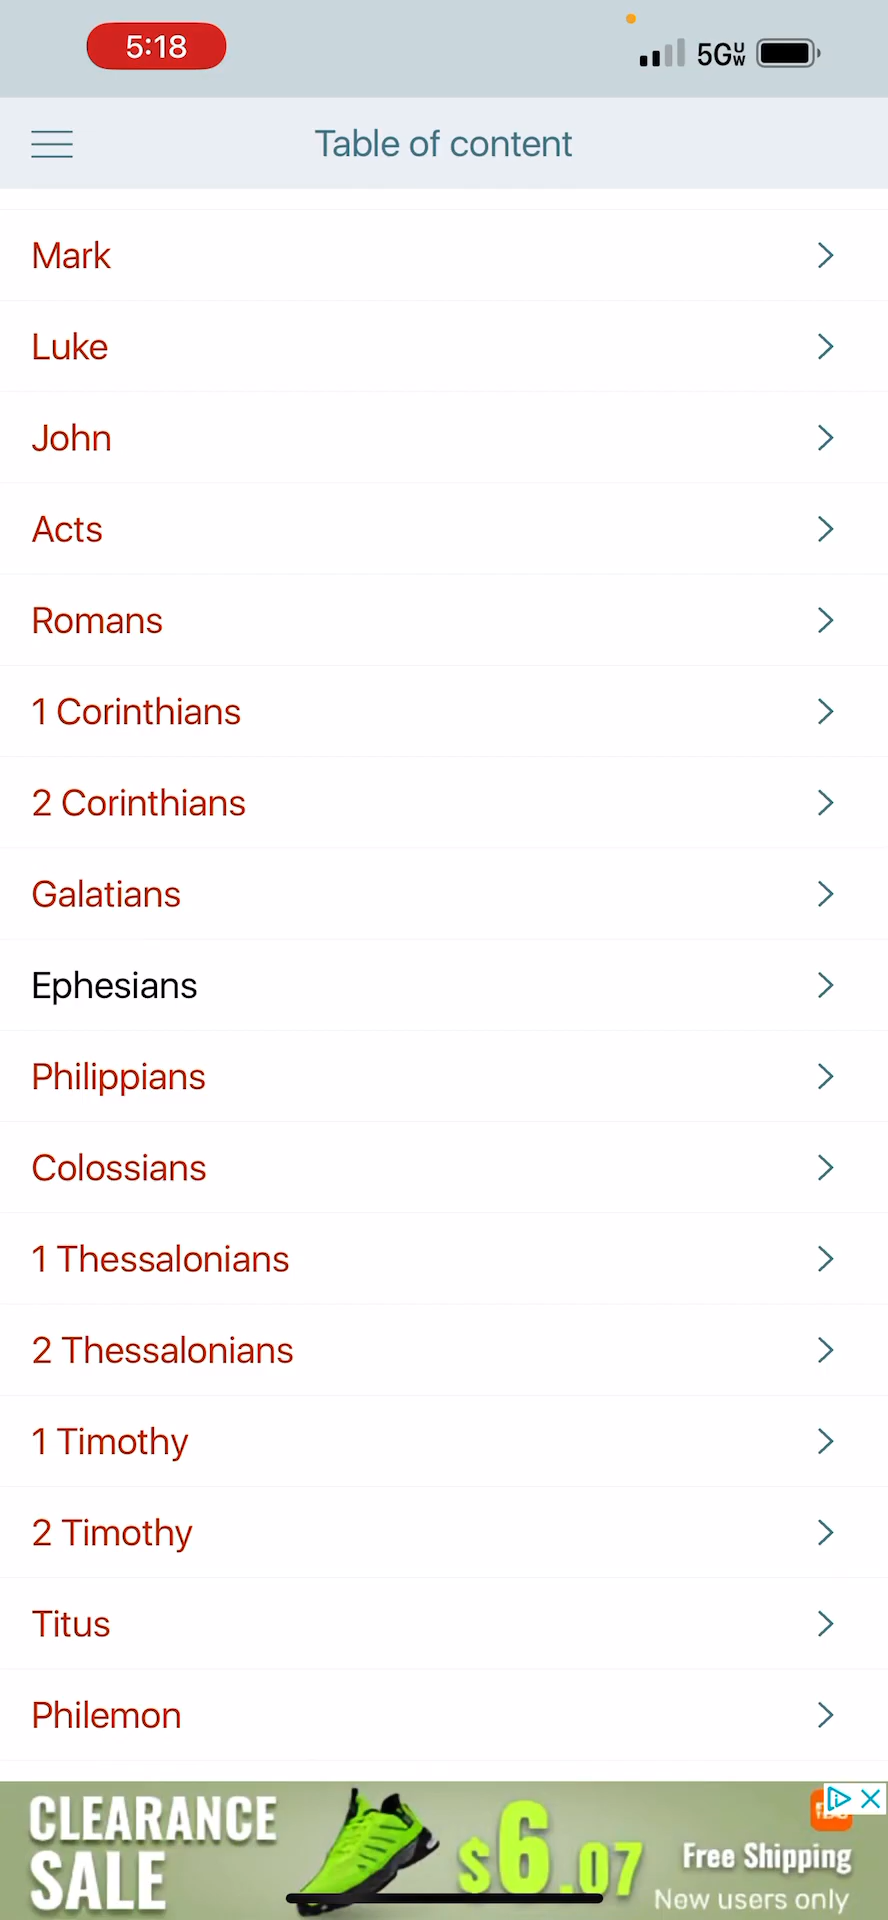 5:18
5GUW
Table of content
Mark
Luke
John
Acts
Romans
1 Corinthians
2 Corinthians
Galatians
Ephesians
Philippians
Colossians
1 Thessalonians
2 Thessalonians
1 Timothy
2 Timothy
Titus
Philemon
CLEARANCE
SALE
$6.07
Free Shipping
New users only